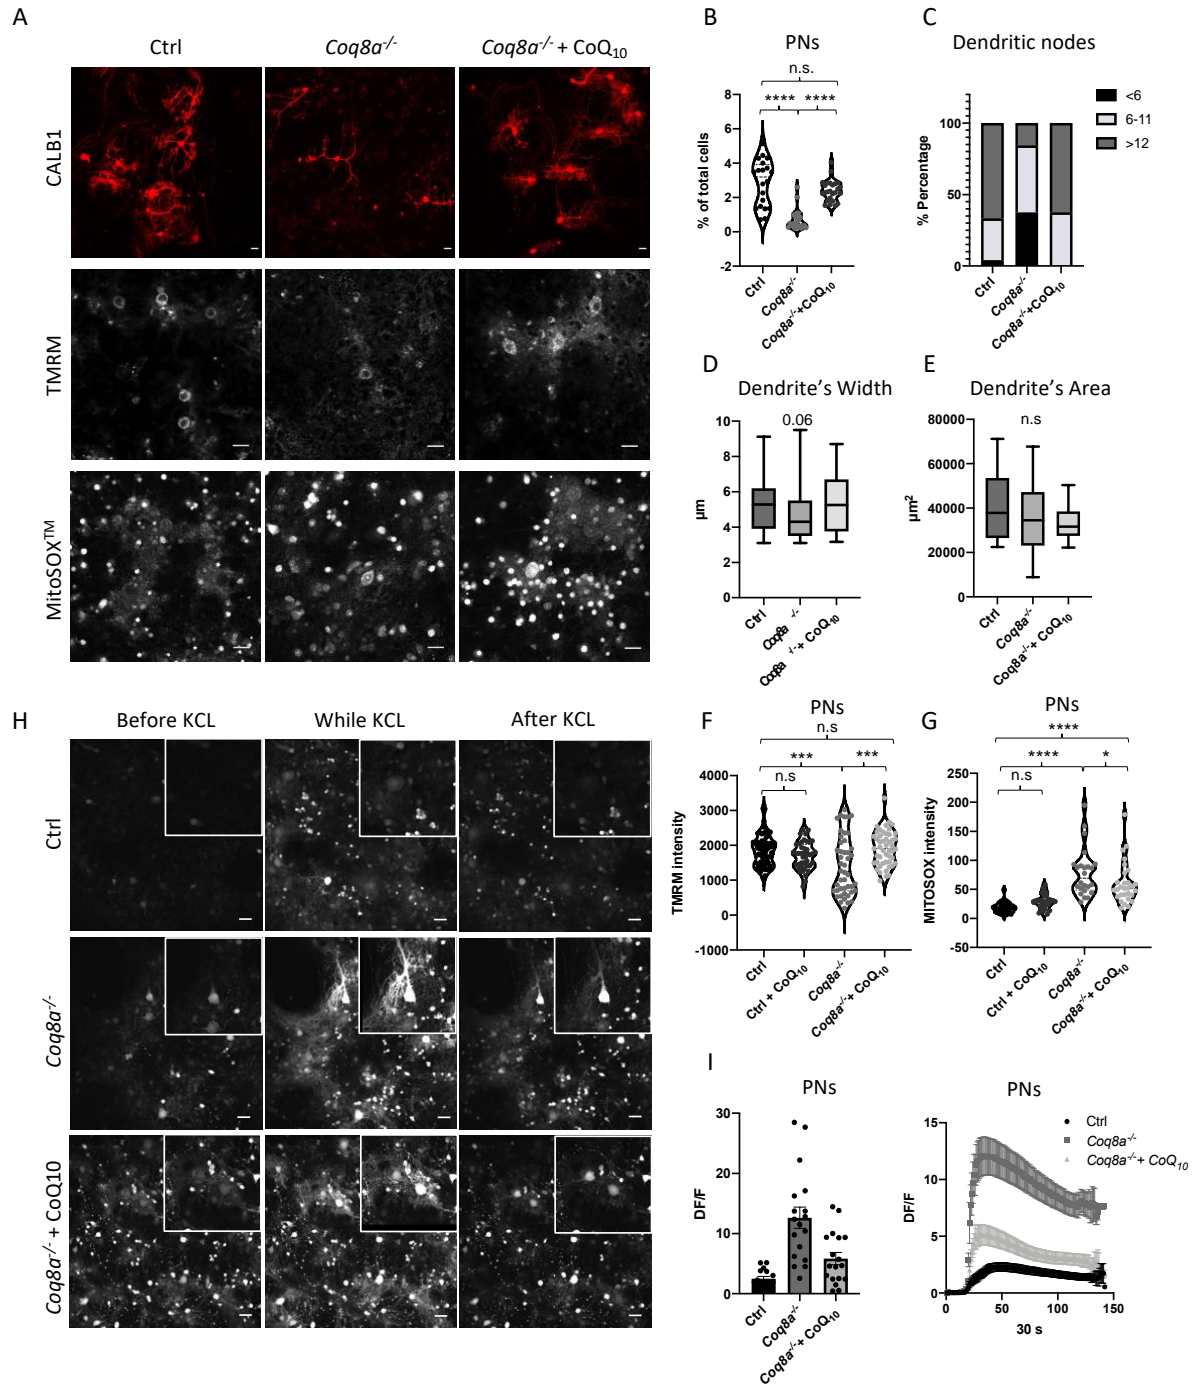 A
Ctrl
Coq8a-/-
Coq8a-/- + CoQ10
CALB1
TMRM
MitoSOX™
B
PNs
n.s.
**** ****
% of total cells
8
6
4
2
0
-2
Ctrl
Coq8a-/-
Coq8a-/-+CoQ10
C
Dendritic nodes
<6
6-11
>12
% Percentage
100
50
0
Ctrl
Coq8a-/-
Coq8a-/-+CoQ10
D
Dendrite's Width
0.06
µm
10
8
6
4
2
0
Ctrl
Coq8a -/-
Coq8a -/-+ CoQ10
E
Dendrite's Area
n.s
µm2
80000
60000
40000
20000
0
Ctrl
Coq8a-/-
Coq8a-/-+ CoQ10
F
PNs
n.s
*** ***
n.s
TMRM intensity
4000
3000
2000
1000
0
-1000
Ctrl
Ctrl + CoQ10
Coq8a-/-
Coq8a-/-+ CoQ10
G
PNs
****
**** *
n.s
MITOSOX intensity
250
200
150
100
50
0
-50
Ctrl
Ctrl + CoQ10
Coq8a-/-
Coq8a-/-+ CoQ10
H
Before KCL
While KCL
After KCL
Ctrl
Coq8a-/-
Coq8a-/- + CoQ10
I
PNs
DF/F
30
20
10
0
Ctrl
Coq8a-/-
Coq8a-/-+ CoQ10
PNs
Ctrl
Coq8a-/-
Coq8a-/-+ CoQ10
DF/F
15
10
5
0
0 50 100 150
30 s